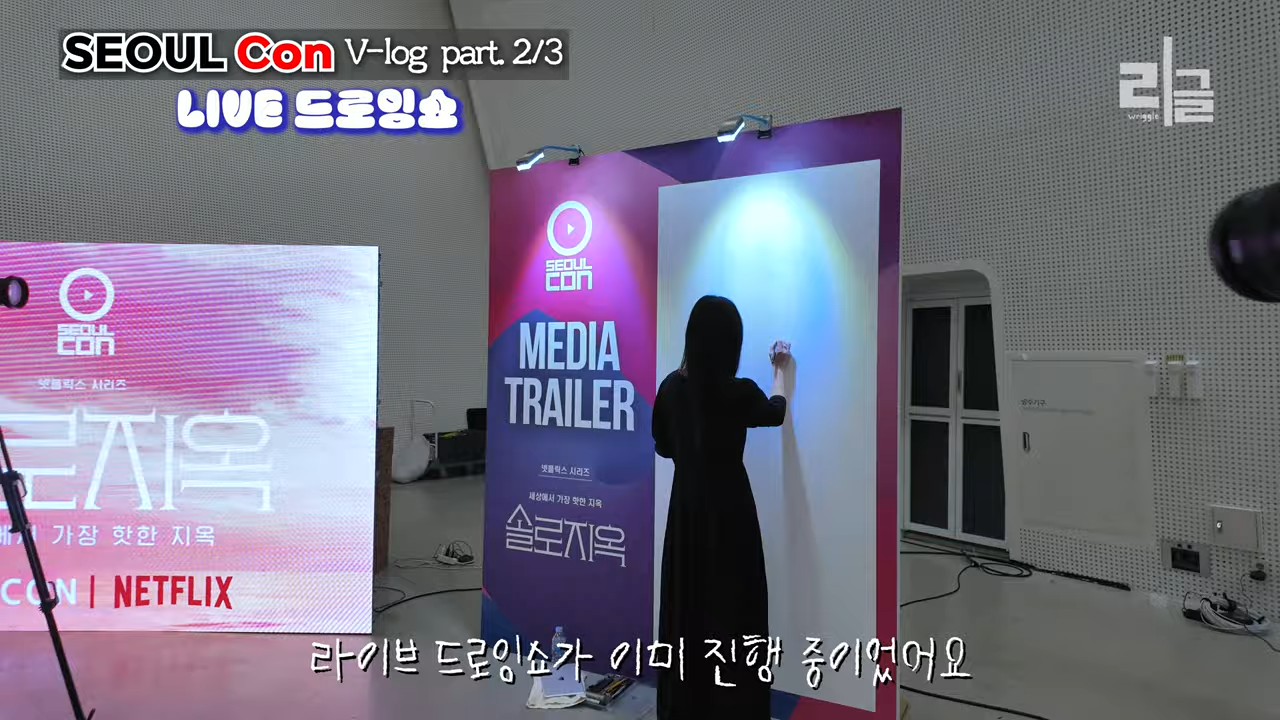 SEOUL Con V-log part. 2/3
LIVE 드로잉쇼
리글
wriggle
SEOUL
CON
MEDIA
TRAILER
넷플릭스 시리즈
세상에서 가장 핫한 지옥
솔로지옥
SEOUL
CON
넷플릭스 시리즈
로지옥
에서 가장 핫한 지옥
CON | NETFLIX
라이브 드로잉쇼가 이미 진행 중이었어요